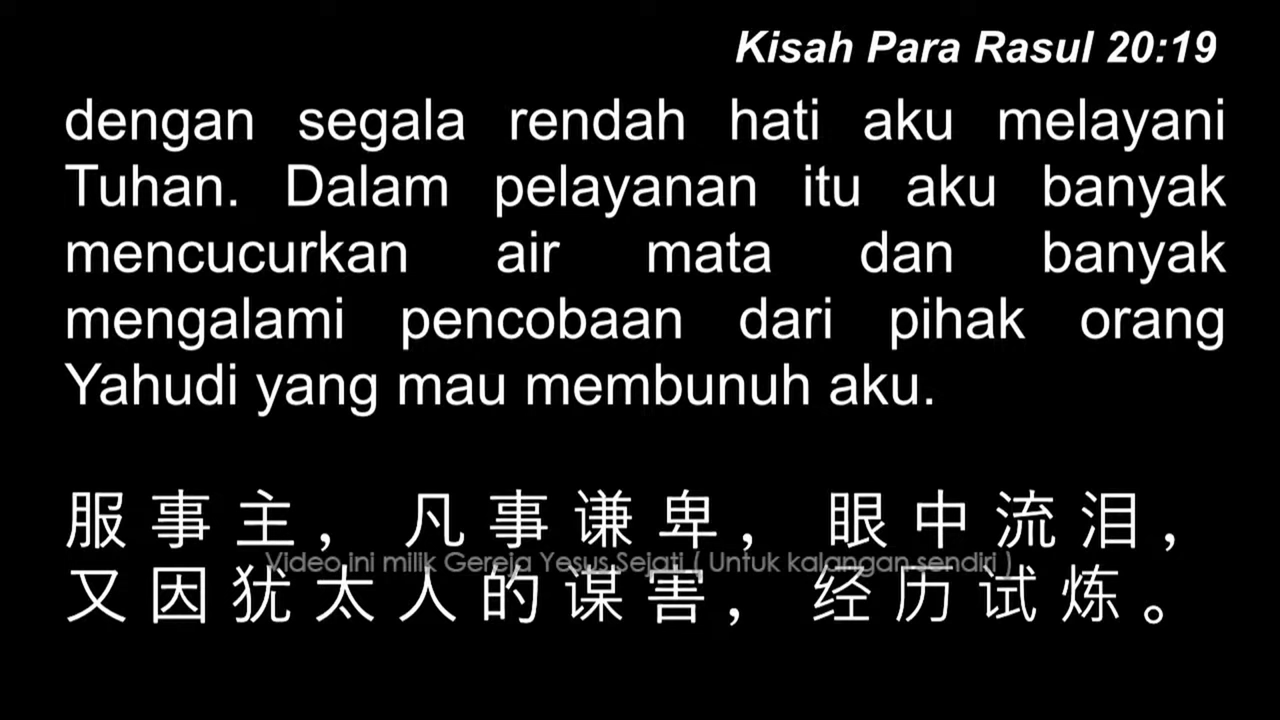 Kisah Para Rasul 20:19
dengan segala rendah hati aku melayani
Tuhan. Dalam pelayanan itu aku banyak
mencucurkan air mata dan banyak
mengalami pencobaan dari pihak orang
Yahudi yang mau membunuh aku.
服事主，凡事谦卑，眼中流泪，
Video ini milik Gereja Yesus Sejati ( Untuk kalangan sendiri )
又因犹太人的谋害，经历试炼。